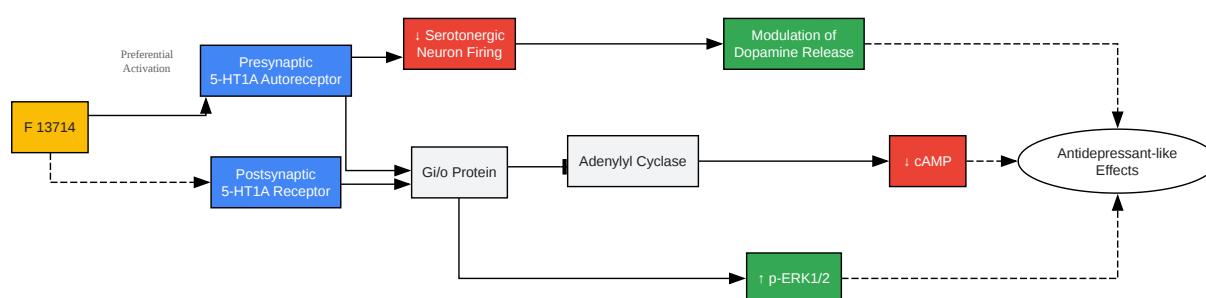 Preferential
Activation
↓ Serotonergic
Neuron Firing
Modulation of
Dopamine Release
Presynaptic
5-HT1A Autoreceptor
F 13714
Postsynaptic
5-HT1A Receptor
Gi/o Protein
Adenylyl Cyclase
↓ cAMP
Antidepressant-like
Effects
↑ p-ERK1/2